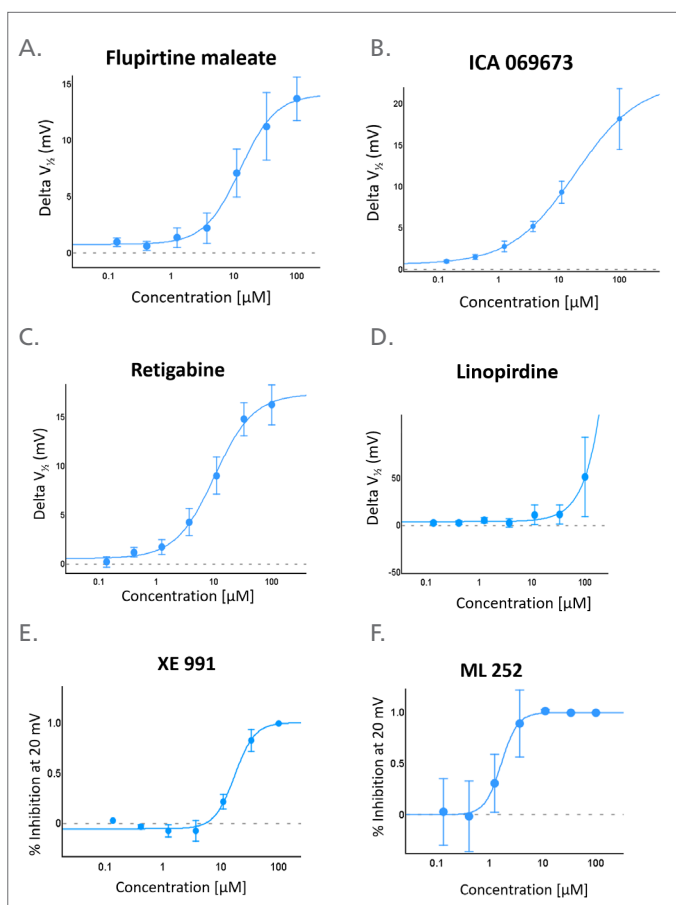 A.
Flupirtine maleate
Delta V½ (mV)
15
10
5
0
0.1 1 10 100
Concentration [µM]
B.
ICA 069673
Delta V½ (mV)
20
15
10
5
0
0.1 1 10 100
Concentration [µM]
C.
Retigabine
Delta V½ (mV)
15
10
5
0
0.1 1 10 100
Concentration [µM]
D.
Linopirdine
Delta V½ (mV)
50
0
-50
0.1 1 10 100
Concentration [µM]
E.
XE 991
% Inhibition at 20 mV
1.0
0.5
0
0.1 1 10 100
Concentration [µM]
F.
ML 252
% Inhibition at 20 mV
1.0
0.5
0
0.1 1 10 100
Concentration [µM]